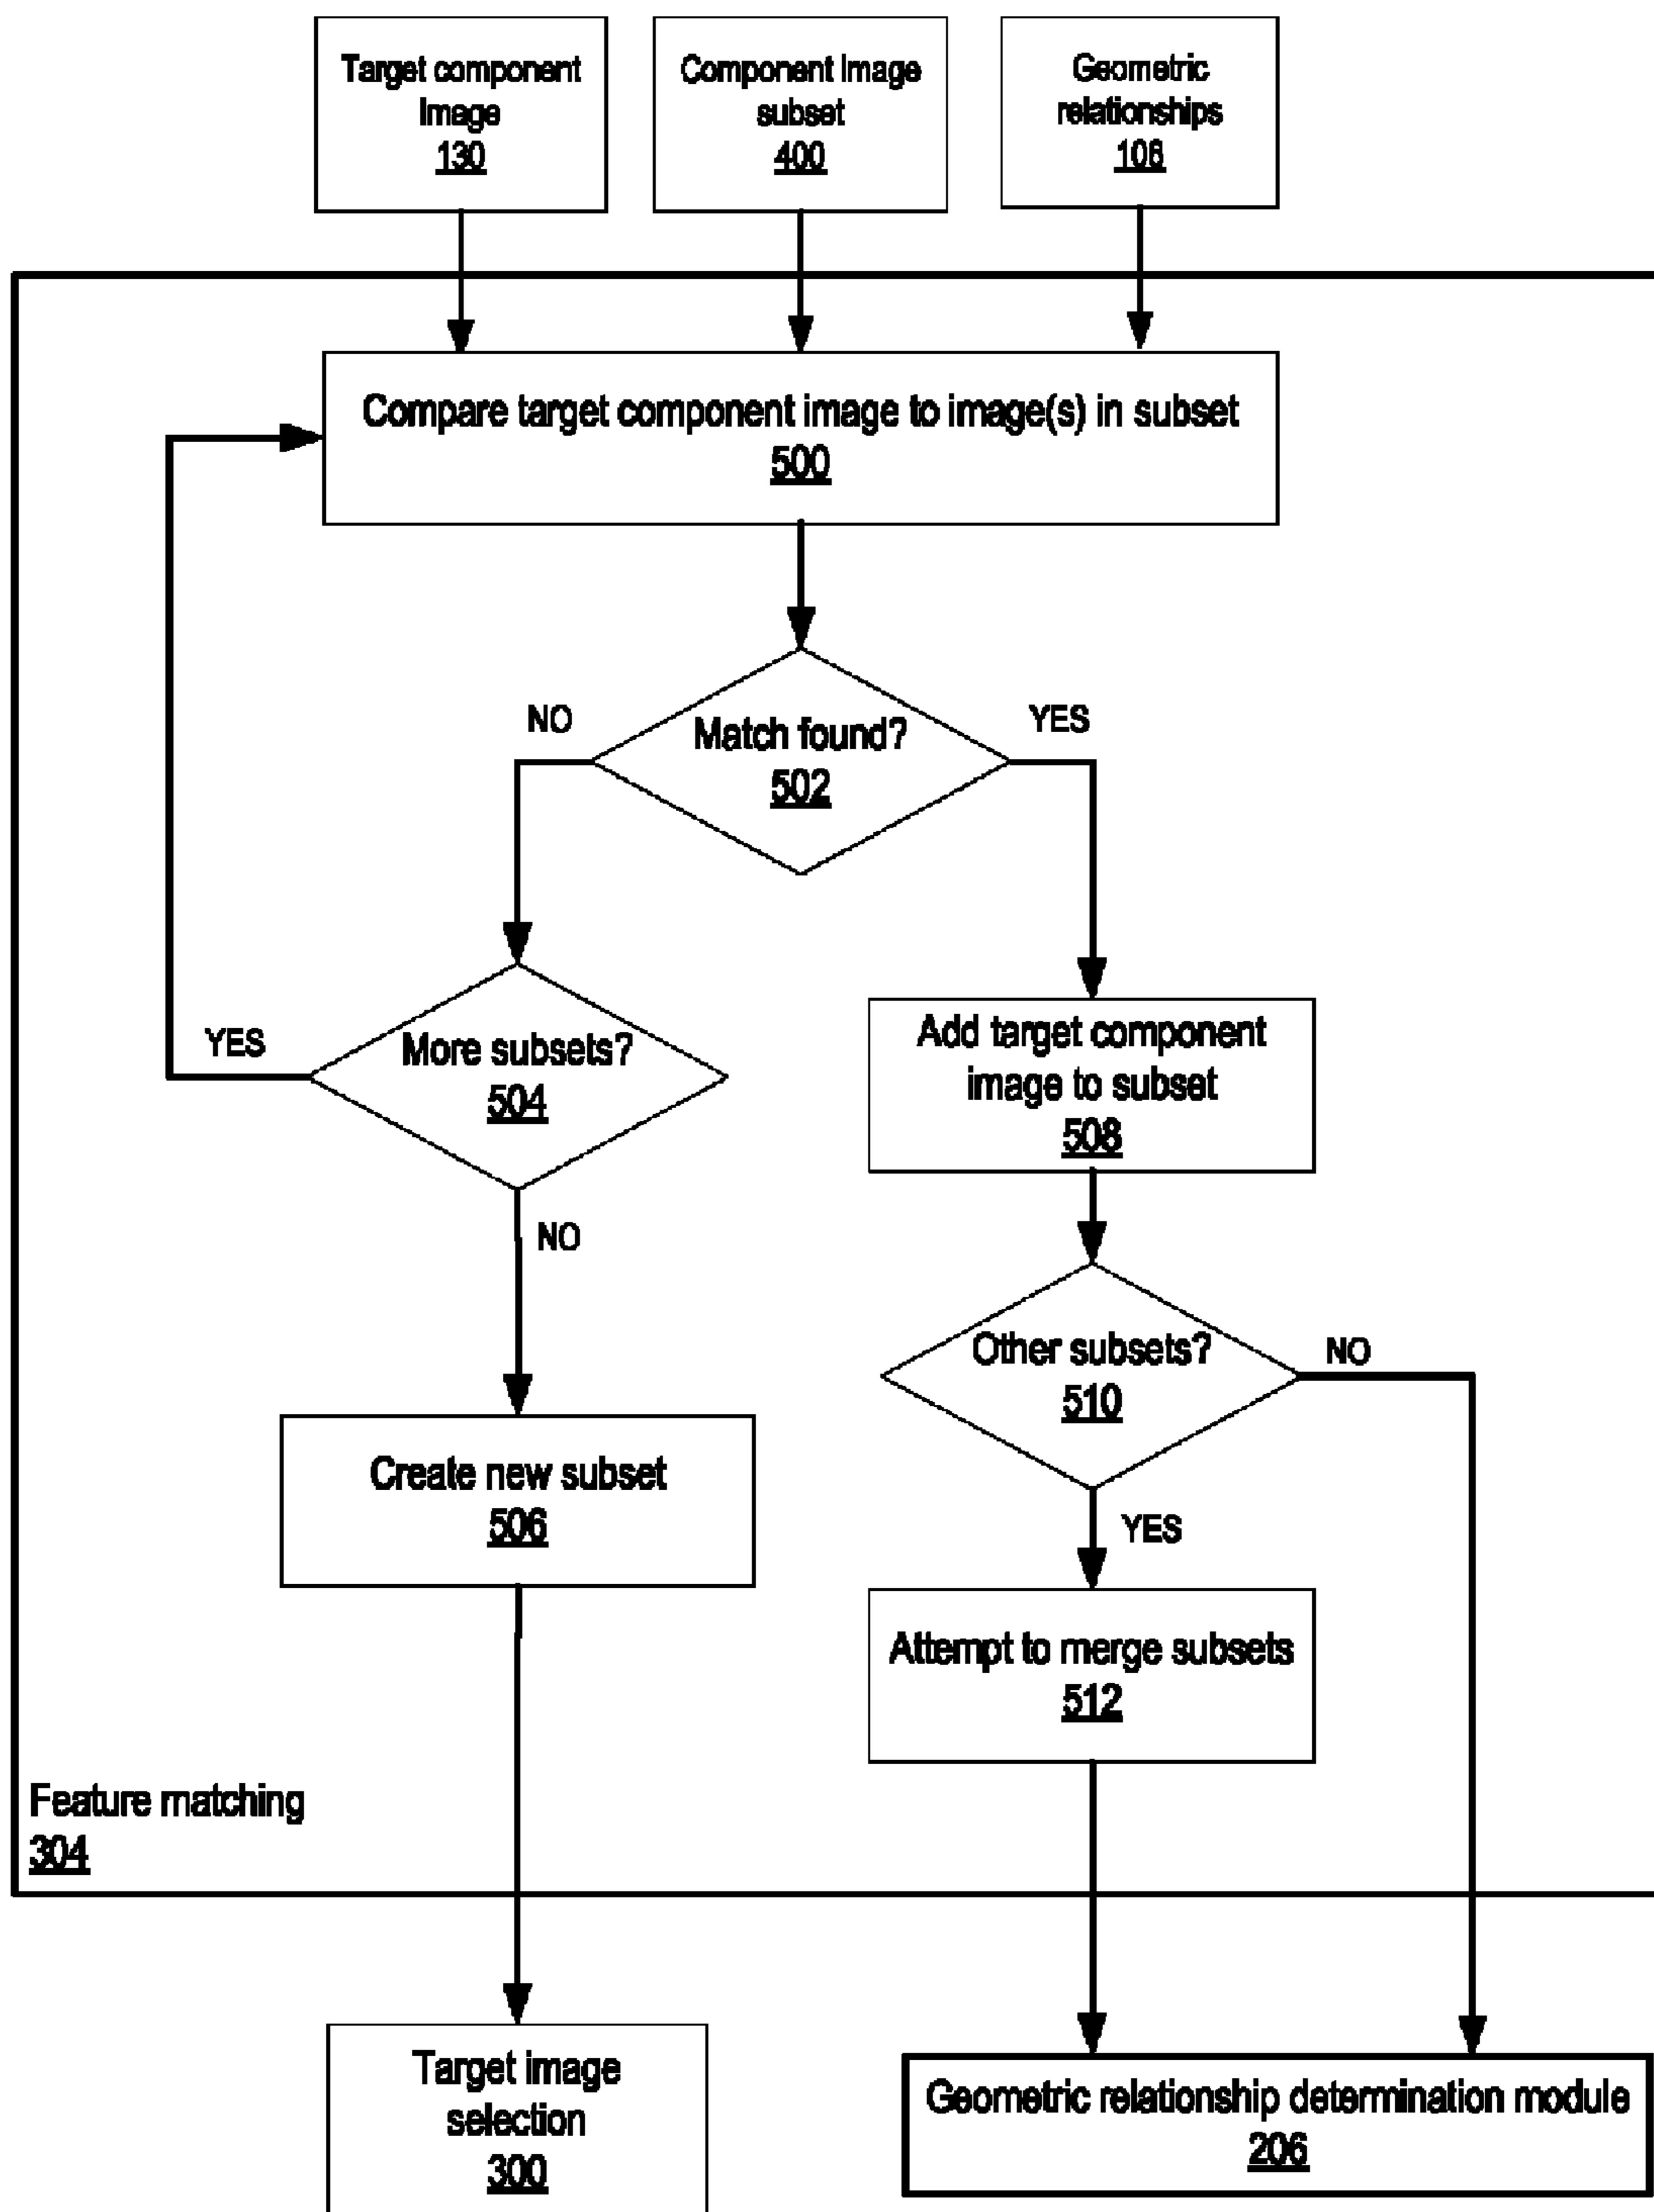 Target component
Image
130
Component Image
subset
400
Geometric
relationships
108
Compare target component image to image(s) in subset
500
Match found?
502
NO
YES
More subsets?
504
YES
NO
Add target component
image to subset
508
Other subsets?
510
NO
YES
Create new subset
506
Attempt to merge subsets
512
Feature matching
304
Target image
selection
300
Geometric relationship determination module
206